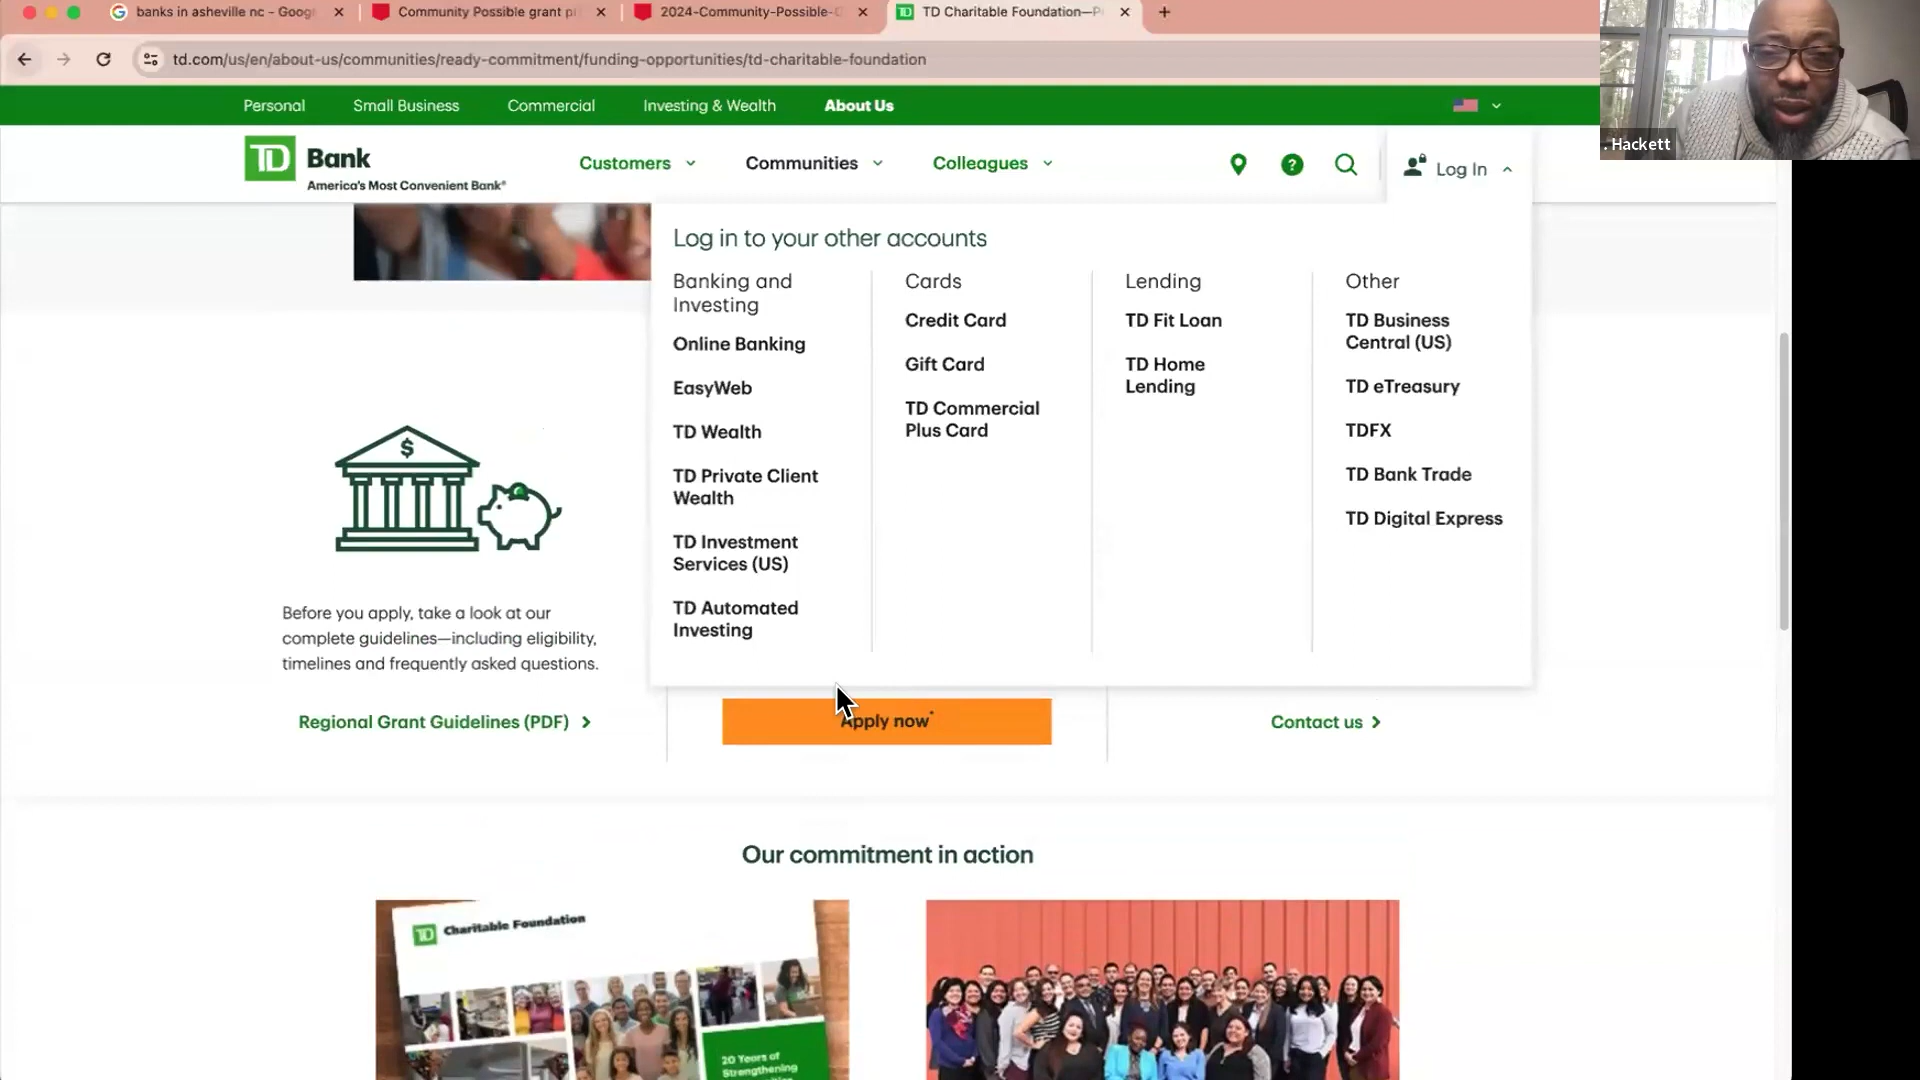 banks in asheville nc - Goog
Community Possible grant p
2024-Community-Possible-
TD Charitable Foundation—P
td.com/us/en/about-us/communities/ready-commitment/funding-opportunities/td-charitable-foundation
. Hackett
Personal
Small Business
Commercial
Investing & Wealth
About Us
TD Bank
America's Most Convenient Bank®
Customers
Communities
Colleagues
?
Log In
Log in to your other accounts
Banking and
Investing
Online Banking
EasyWeb
TD Wealth
TD Private Client
Wealth
TD Investment
Services (US)
TD Automated
Investing
Cards
Credit Card
Gift Card
TD Commercial
Plus Card
Lending
TD Fit Loan
TD Home
Lending
Other
TD Business
Central (US)
TD eTreasury
TDFX
TD Bank Trade
TD Digital Express
$
Before you apply, take a look at our
complete guidelines—including eligibility,
timelines and frequently asked questions.
Regional Grant Guidelines (PDF)
Apply now*
Contact us
Our commitment in action
TD Charitable Foundation
20 Years of
Strengthening